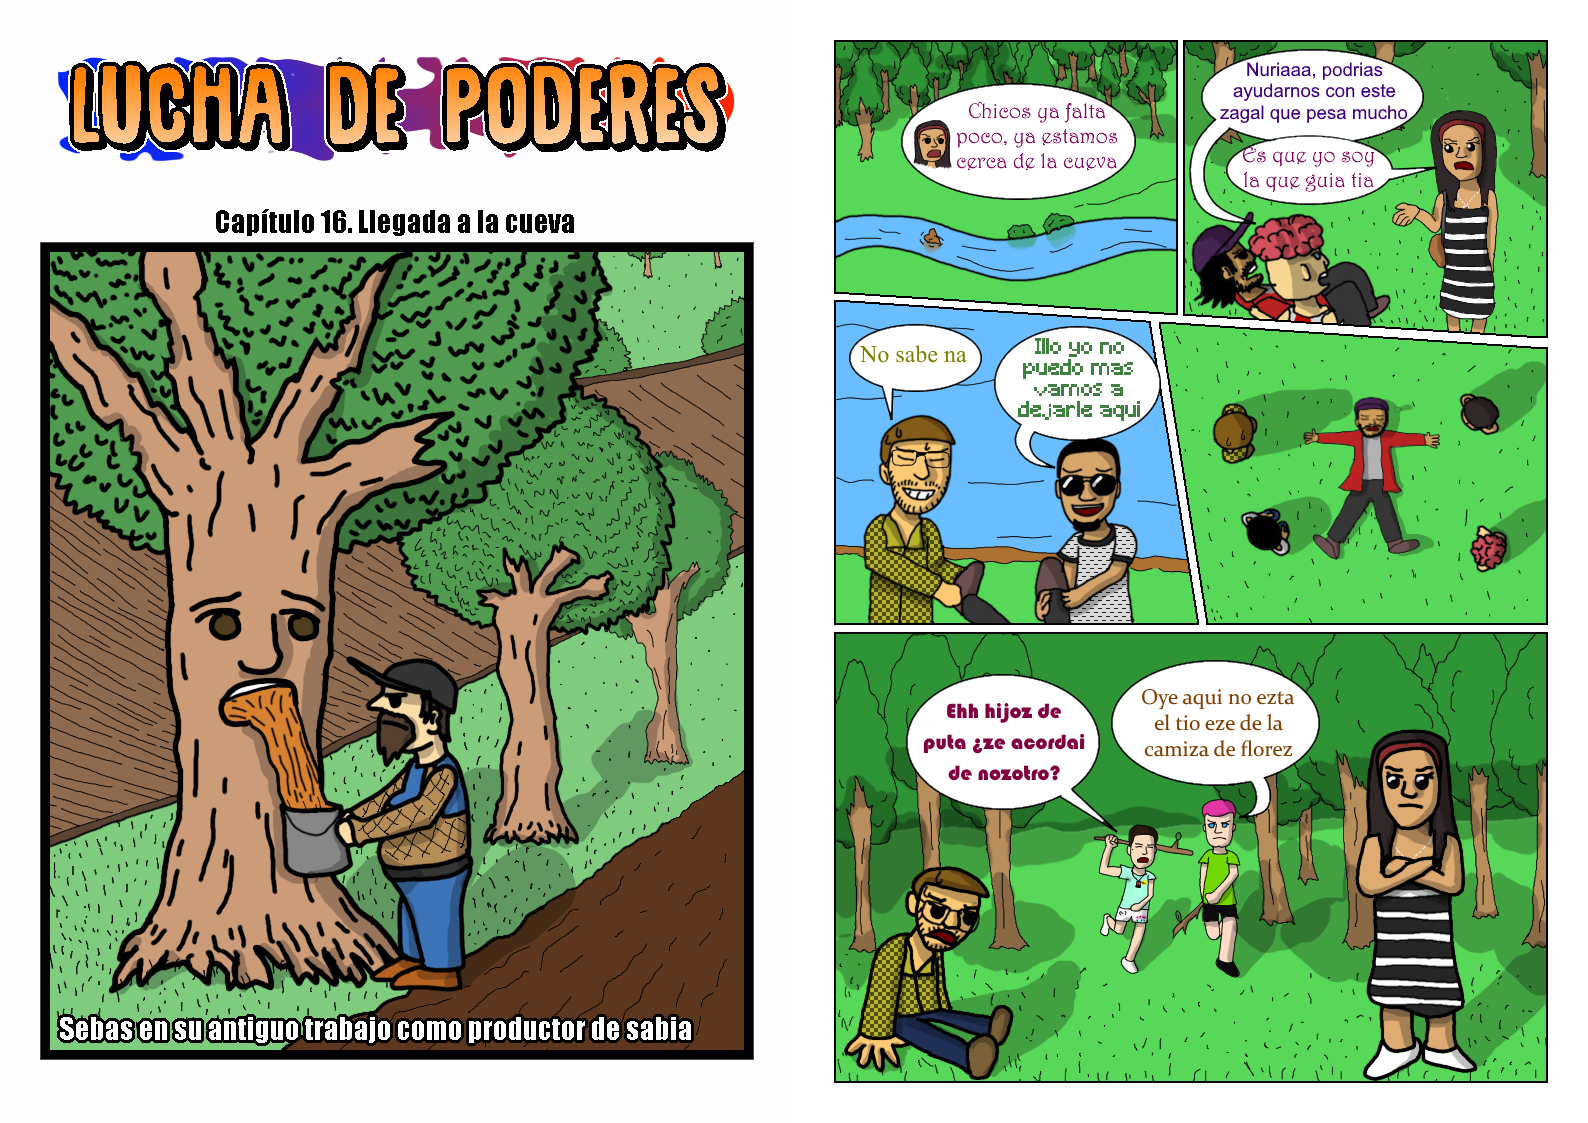 LUCHA DE PODERES
Capítulo 16. Llegada a la cueva
Sebas en su antiguo trabajo como productor de sabia
Chicos ya falta
poco, ya estamos
cerca de la cueva
Nuriaaa, podrias
ayudarnos con este
zagal que pesa mucho
Es que yo soy
la que guia tia
No sabe na
Illo yo no
puedo mas
vamos a
dejarle aqui
Ehh hijoz de
puta ¿ze acordai
de nozotro?
Oye aqui no ezta
el tio eze de la
camiza de florez